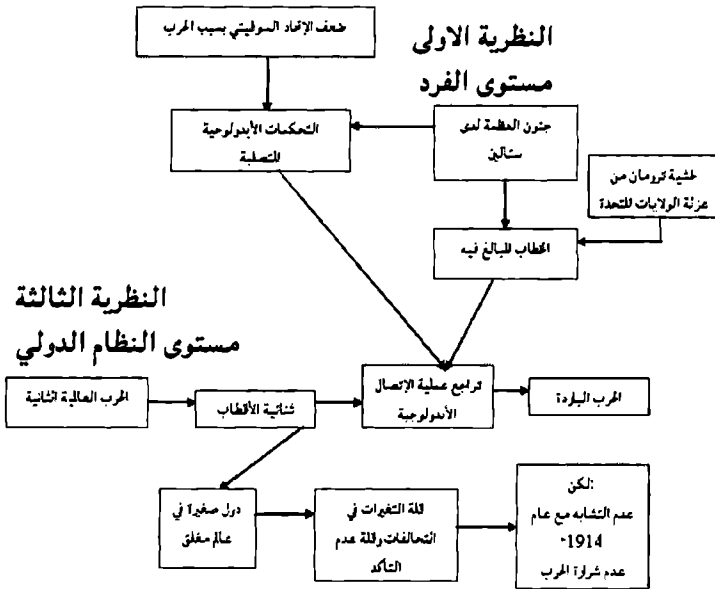 ضعف الإتحاد السوفيتي بسبب الحرب
النظرية الاولى
مستوى الفرد
التحكمات الأيدولوجية
المتصلبة
جنون العظمة لدى
ستالين
خشية ترومان من
عزلة الولايات المتحدة
الخطاب المبالغ فيه
النظرية الثالثة
مستوى النظام الدولي
الحرب العالمية الثانية
ثنائية الأقطاب
تراجع عملية الإتصال
الأيدولوجية
الحرب الباردة
دول صغيرة في
عالم مغلق
قلة التغيرات في
التحالفات وقلة عدم
التأكد
لكن:
عدم التشابه مع عام
1914-
عدم شرارة الحرب